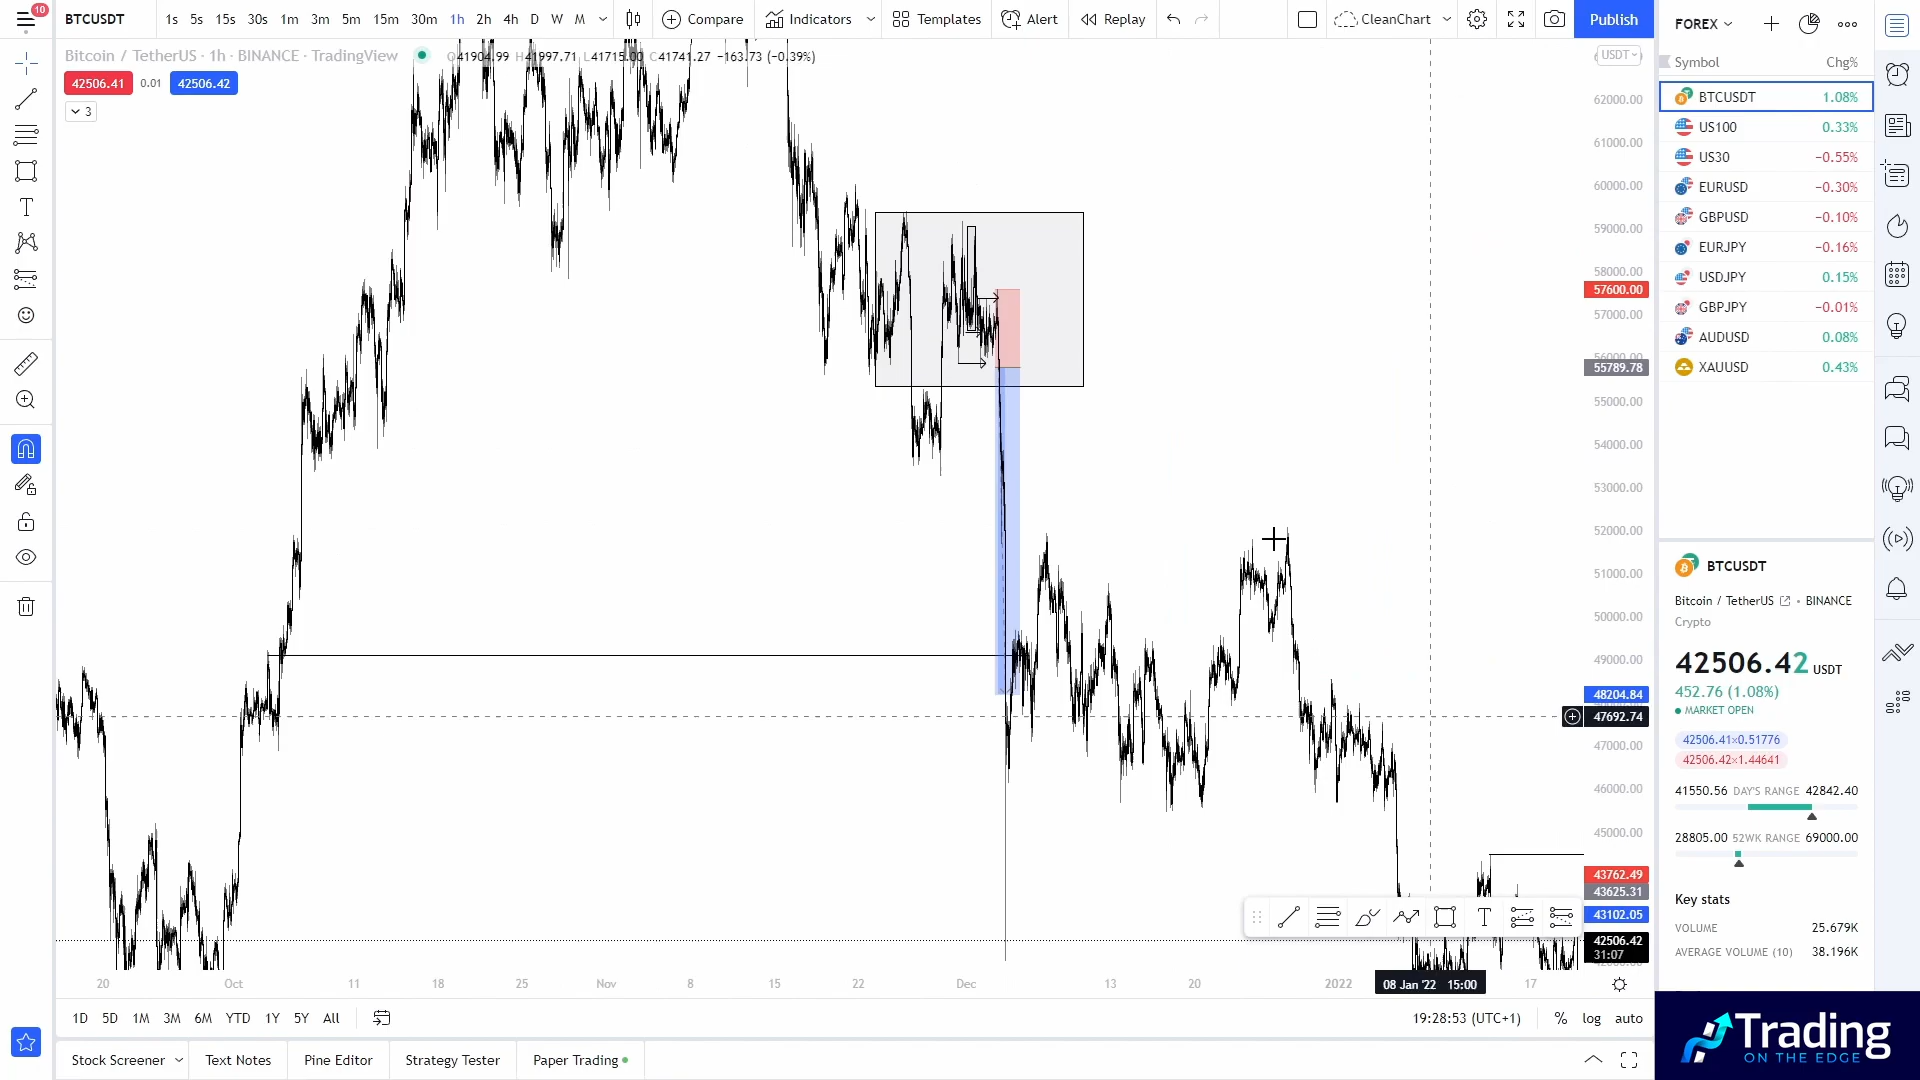 10
BTCUSDT
1s 5s 15s 30s 1m 3m 5m 15m 30m 1h 2h 4h D W M
Compare
Indicators
Templates
Alert
Replay
CleanChart
Publish
Bitcoin / TetherUS · 1h · BINANCE · TradingView
O41904.99 H41997.71 L41715.00 C41741.27 −163.73 (−0.39%)
42506.41 0.01 42506.42
3
USDT
62000.00
61000.00
60000.00
59000.00
58000.00
57600.00
57000.00
56000.00
55789.78
55000.00
54000.00
53000.00
52000.00
51000.00
50000.00
49000.00
48204.84
47692.74
47000.00
46000.00
45000.00
43762.49
43625.31
43102.05
42506.42
31:07
20 Oct 11 18 25 Nov 8 15 22 Dec 13 20 2022 08 Jan '22 15:00 17
1D 5D 1M 3M 6M YTD 1Y 5Y All
19:28:53 (UTC+1) % log auto
Stock Screener Text Notes Pine Editor Strategy Tester Paper Trading
FOREX
Symbol Chg%
BTCUSDT 1.08%
US100 0.33%
US30 −0.55%
EURUSD −0.30%
GBPUSD −0.10%
EURJPY −0.16%
USDJPY 0.15%
GBPJPY −0.01%
AUDUSD 0.08%
XAUUSD 0.43%
BTCUSDT
Bitcoin / TetherUS • BINANCE
Crypto
42506.42 USDT
452.76 (1.08%)
MARKET OPEN
42506.41×0.51776
42506.42×1.44641
41550.56 DAY'S RANGE 42842.40
28805.00 52WK RANGE 69000.00
Key stats
VOLUME 25.679K
AVERAGE VOLUME (10) 38.196K
Trading
ON THE EDGE